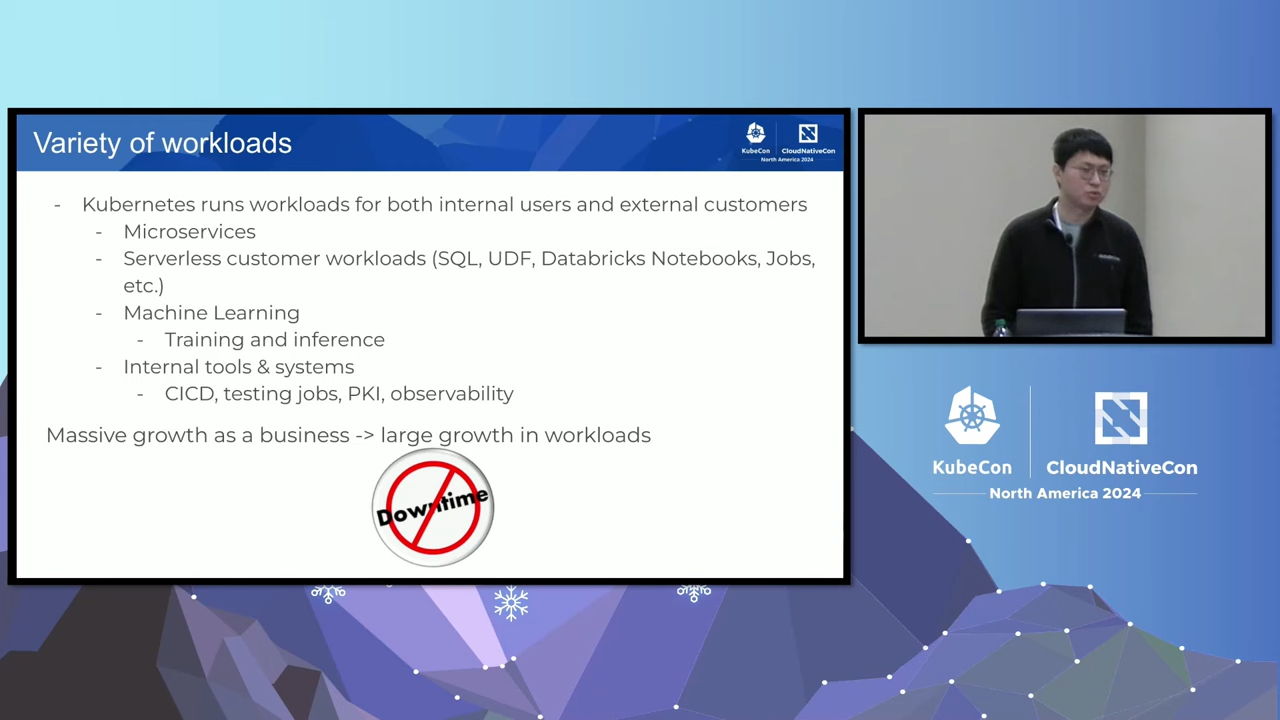 Variety of workloads
KubeCon
CloudNativeCon
North America 2024
- Kubernetes runs workloads for both internal users and external customers
- Microservices
- Serverless customer workloads (SQL, UDF, Databricks Notebooks, Jobs,
etc.)
- Machine Learning
- Training and inference
- Internal tools & systems
- CICD, testing jobs, PKI, observability
Massive growth as a business -> large growth in workloads
Downtime
KubeCon
CloudNativeCon
North America 2024